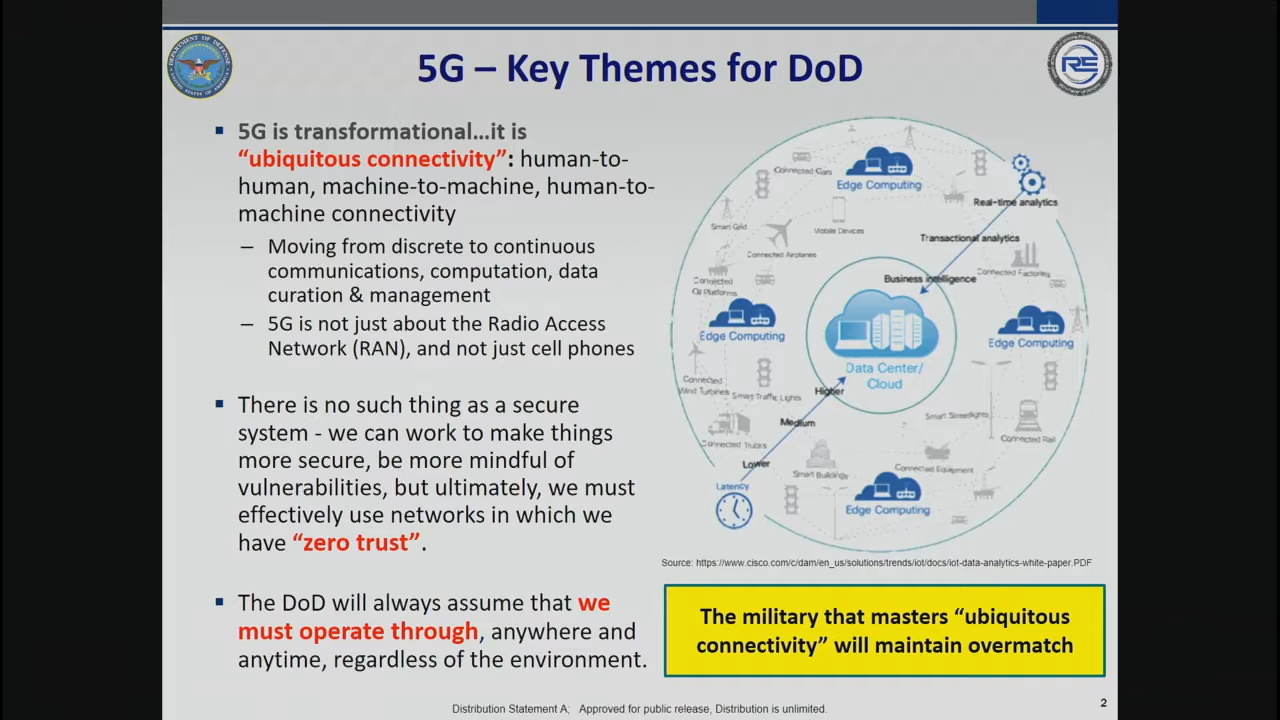 5G – Key Themes for DoD
DEPARTMENT OF DEFENSE
UNITED STATES OF AMERICA
RE
▪ 5G is transformational…it is
“ubiquitous connectivity”: human-to-
human, machine-to-machine, human-to-
machine connectivity
– Moving from discrete to continuous
communications, computation, data
curation & management
– 5G is not just about the Radio Access
Network (RAN), and not just cell phones
▪ There is no such thing as a secure
system - we can work to make things
more secure, be more mindful of
vulnerabilities, but ultimately, we must
effectively use networks in which we
have “zero trust”.
▪ The DoD will always assume that we
must operate through, anywhere and
anytime, regardless of the environment.
Edge Computing
Connected Cars
Real-time analytics
Smart Grid
Mobile Devices
Transactional analytics
Connected Airplanes
Connected Factories
Business intelligence
Connected
Oil Platforms
Edge Computing
Edge Computing
Data Center/
Cloud
Connected
Wind Turbines
Smart Traffic Lights
Higher
Medium
Smart Streetlights
Connected Trucks
Connected Rail
Lower
Smart Buildings
Connected Equipment
Latency
Edge Computing
Source: https://www.cisco.com/c/dam/en_us/solutions/trends/iot/docs/iot-data-analytics-white-paper.PDF
The military that masters “ubiquitous
connectivity” will maintain overmatch
Distribution Statement A; Approved for public release, Distribution is unlimited.
2